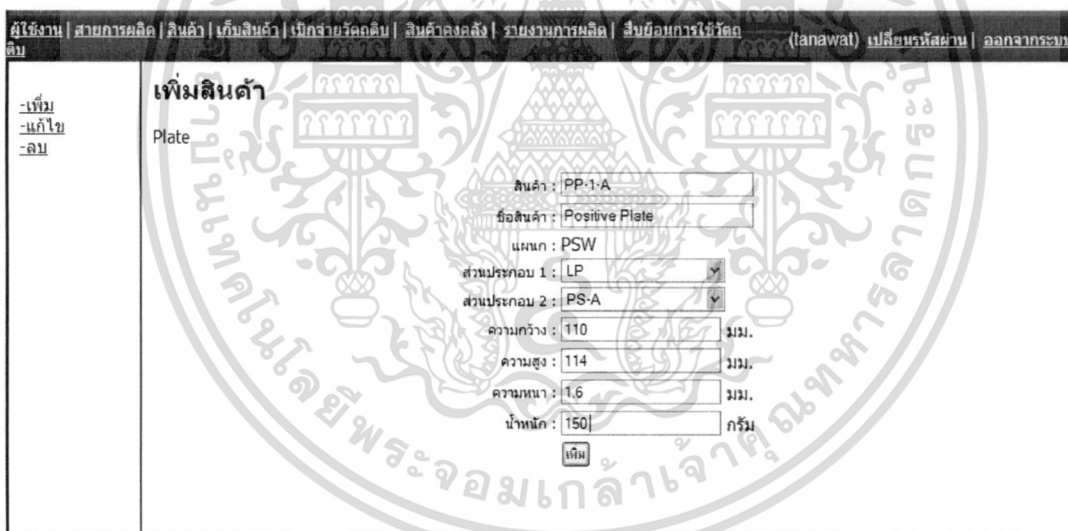 ผู้ใช้งาน | สายการผลิต | สินค้า | เก็บสินค้า | เบิกจ่ายวัตถุดิบ | สินค้าคงคลัง | รายงานการผลิต | สืบย้อนการใช้วัตถุ
ดิบ
(tanawat) เปลี่ยนรหัสผ่าน | ออกจากระบบ
-เพิ่ม
-แก้ไข
-ลบ
เพิ่มสินค้า
Plate
สินค้า : PP-1-A
ชื่อสินค้า : Positive Plate
แผนก : PSW
ส่วนประกอบ 1 : LP
ส่วนประกอบ 2 : PS-A
ความกว้าง : 110 มม.
ความสูง : 114 มม.
ความหนา : 1.6 มม.
น้ำหนัก : 150 กรัม
เพิ่ม